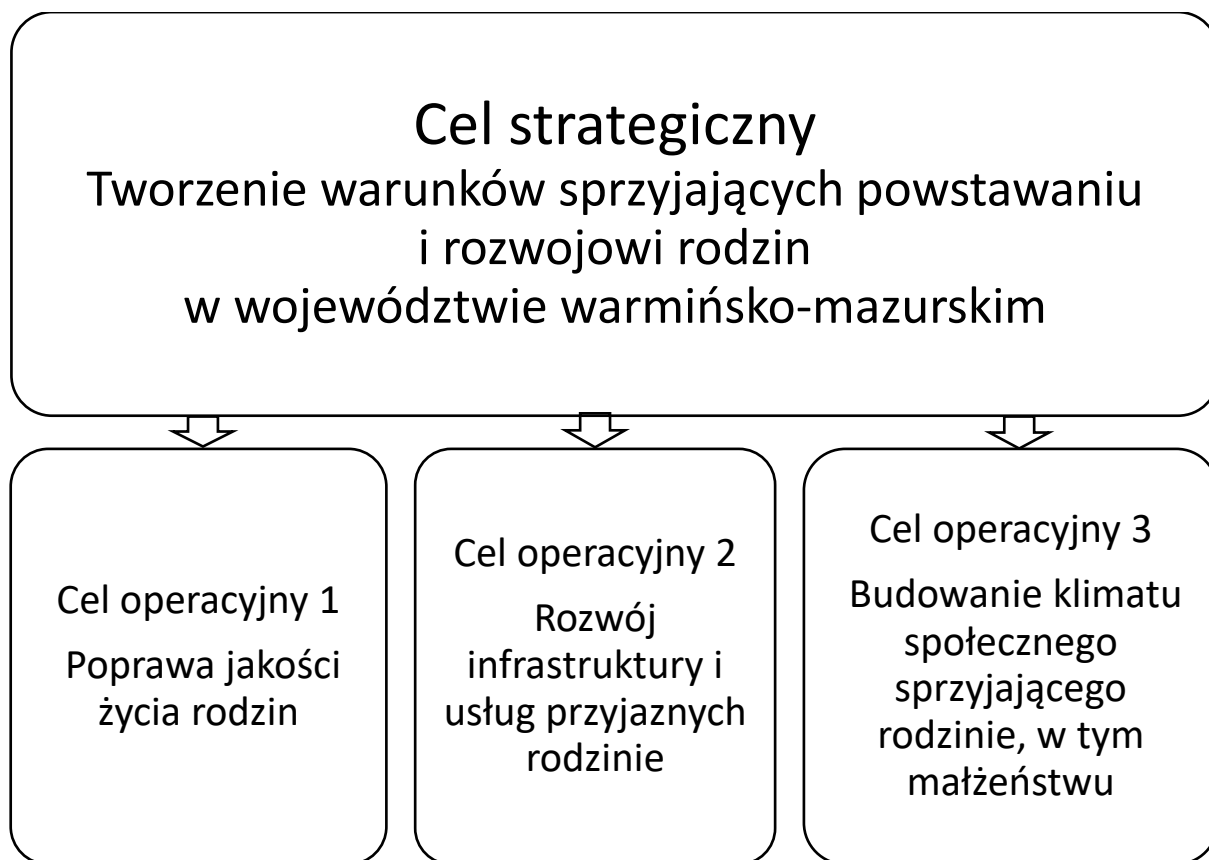 Cel strategiczny
Tworzenie warunków sprzyjających powstawaniu
i rozwojowi rodzin
w województwie warmińsko-mazurskim
Cel operacyjny 1
Poprawa jakości
życia rodzin
Cel operacyjny 2
Rozwój
infrastruktury i
usług przyjaznych
rodzinie
Cel operacyjny 3
Budowanie klimatu
społecznego
sprzyjającego
rodzinie, w tym
małżeństwu